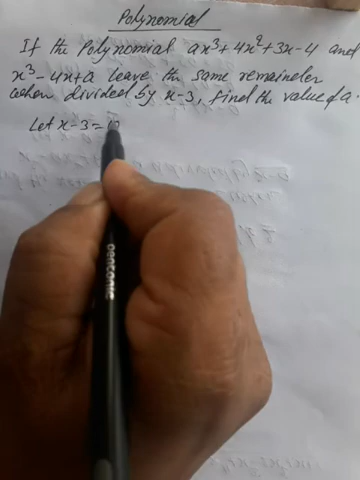 Polynomial
If the Polynomial ax³+4x²+3x-4 and
x³-4x+a leave the same remainder
when divided by x-3, find the value of a.
Let x-3=
pentonic